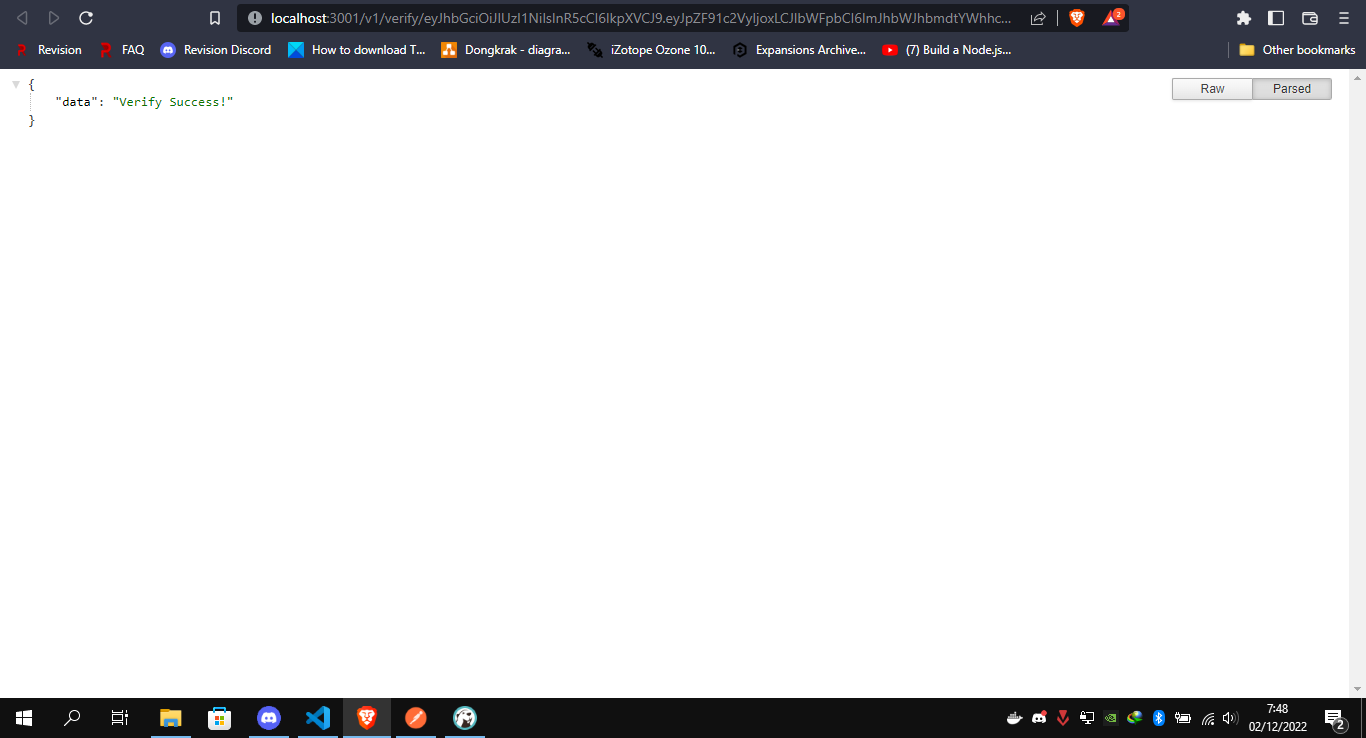 localhost:3001/v1/verify/eyJhbGciOiJIUzI1NiIsInR5cCI6IkpXVCJ9.eyJpZF91c2VyIjoxLCJlbWFpbCI6ImJhbWJhbmdtYWhhc...
2
Revision
FAQ
Revision Discord
How to download T...
Dongkrak - diagra...
iZotope Ozone 10...
Expansions Archive...
(7) Build a Node.js...
Other bookmarks
{
"data": "Verify Success!"
}
Raw
Parsed
7:48
02/12/2022
2